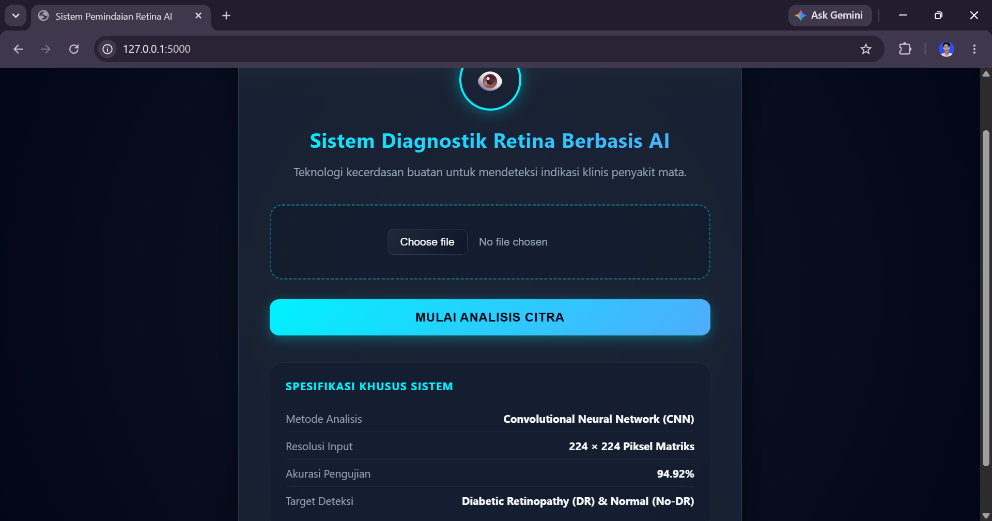 Sistem Pemindaian Retina AI
Ask Gemini
127.0.0.1:5000
Sistem Diagnostik Retina Berbasis AI
Teknologi kecerdasan buatan untuk mendeteksi indikasi klinis penyakit mata.
Choose file No file chosen
MULAI ANALISIS CITRA
SPESIFIKASI KHUSUS SISTEM
Metode Analisis Convolutional Neural Network (CNN)
Resolusi Input 224 × 224 Piksel Matriks
Akurasi Pengujian 94.92%
Target Deteksi Diabetic Retinopathy (DR) & Normal (No-DR)